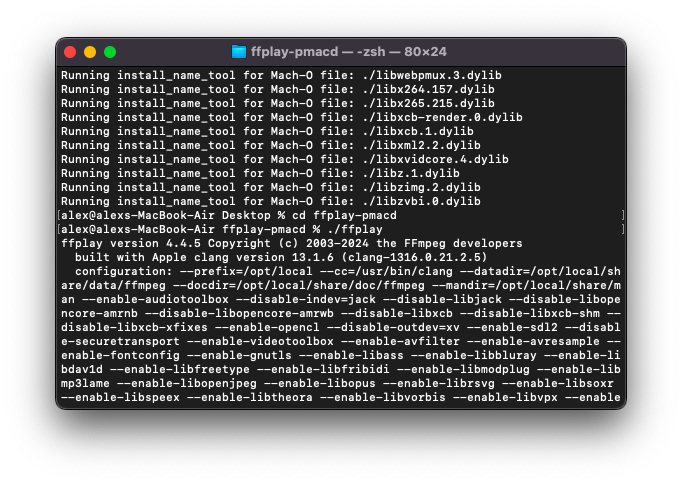 ffplay-pmacd — -zsh — 80×24
Running install_name_tool for Mach-O file: ./libwebpmux.3.dylib
Running install_name_tool for Mach-O file: ./libx264.157.dylib
Running install_name_tool for Mach-O file: ./libx265.215.dylib
Running install_name_tool for Mach-O file: ./libxcb-render.0.dylib
Running install_name_tool for Mach-O file: ./libxcb.1.dylib
Running install_name_tool for Mach-O file: ./libxml2.2.dylib
Running install_name_tool for Mach-O file: ./libxvidcore.4.dylib
Running install_name_tool for Mach-O file: ./libz.1.dylib
Running install_name_tool for Mach-O file: ./libzimg.2.dylib
Running install_name_tool for Mach-O file: ./libzvbi.0.dylib
[alex@alexs-MacBook-Air Desktop % cd ffplay-pmacd ]
[alex@alexs-MacBook-Air ffplay-pmacd % ./ffplay ]
ffplay version 4.4.5 Copyright (c) 2003-2024 the FFmpeg developers
  built with Apple clang version 13.1.6 (clang-1316.0.21.2.5)
  configuration: --prefix=/opt/local --cc=/usr/bin/clang --datadir=/opt/local/sh
are/data/ffmpeg --docdir=/opt/local/share/doc/ffmpeg --mandir=/opt/local/share/m
an --enable-audiotoolbox --disable-indev=jack --disable-libjack --disable-libope
ncore-amrnb --disable-libopencore-amrwb --disable-libxcb --disable-libxcb-shm --
disable-libxcb-xfixes --enable-opencl --disable-outdev=xv --enable-sdl2 --disabl
e-securetransport --enable-videotoolbox --enable-avfilter --enable-avresample --
enable-fontconfig --enable-gnutls --enable-libass --enable-libbluray --enable-li
bdav1d --enable-libfreetype --enable-libfribidi --enable-libmodplug --enable-lib
mp3lame --enable-libopenjpeg --enable-libopus --enable-librsvg --enable-libsoxr 
--enable-libspeex --enable-libtheora --enable-libvorbis --enable-libvpx --enable